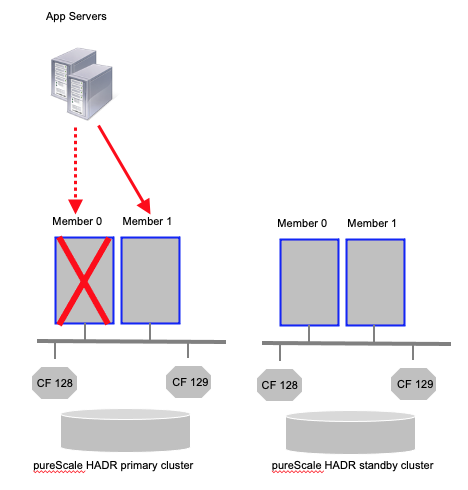 App Servers
Member 0 Member 1
Member 0 Member 1
CF 128
CF 129
CF 128
CF 129
pureScale HADR primary cluster
pureScale HADR standby cluster